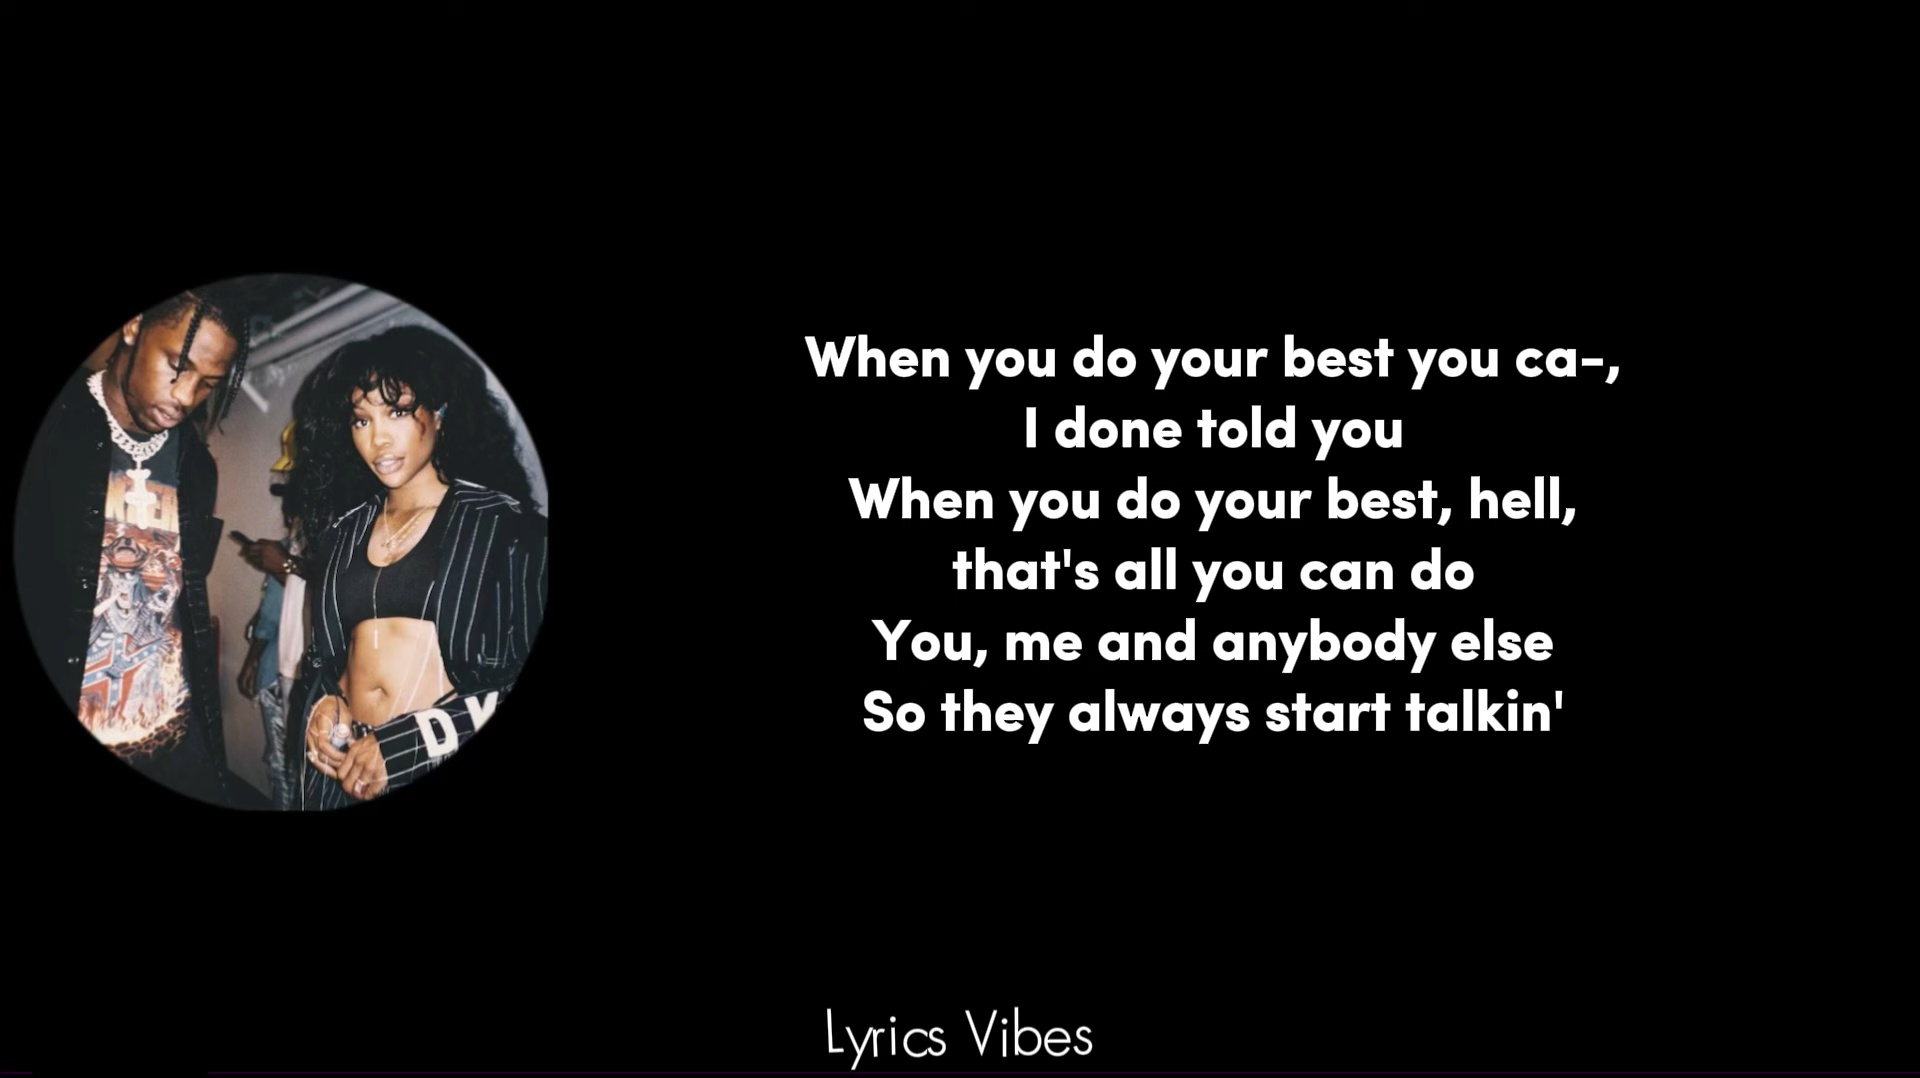 When you do your best you ca-,
I done told you
When you do your best, hell,
that's all you can do
You, me and anybody else
So they always start talkin'
Lyrics Vibes